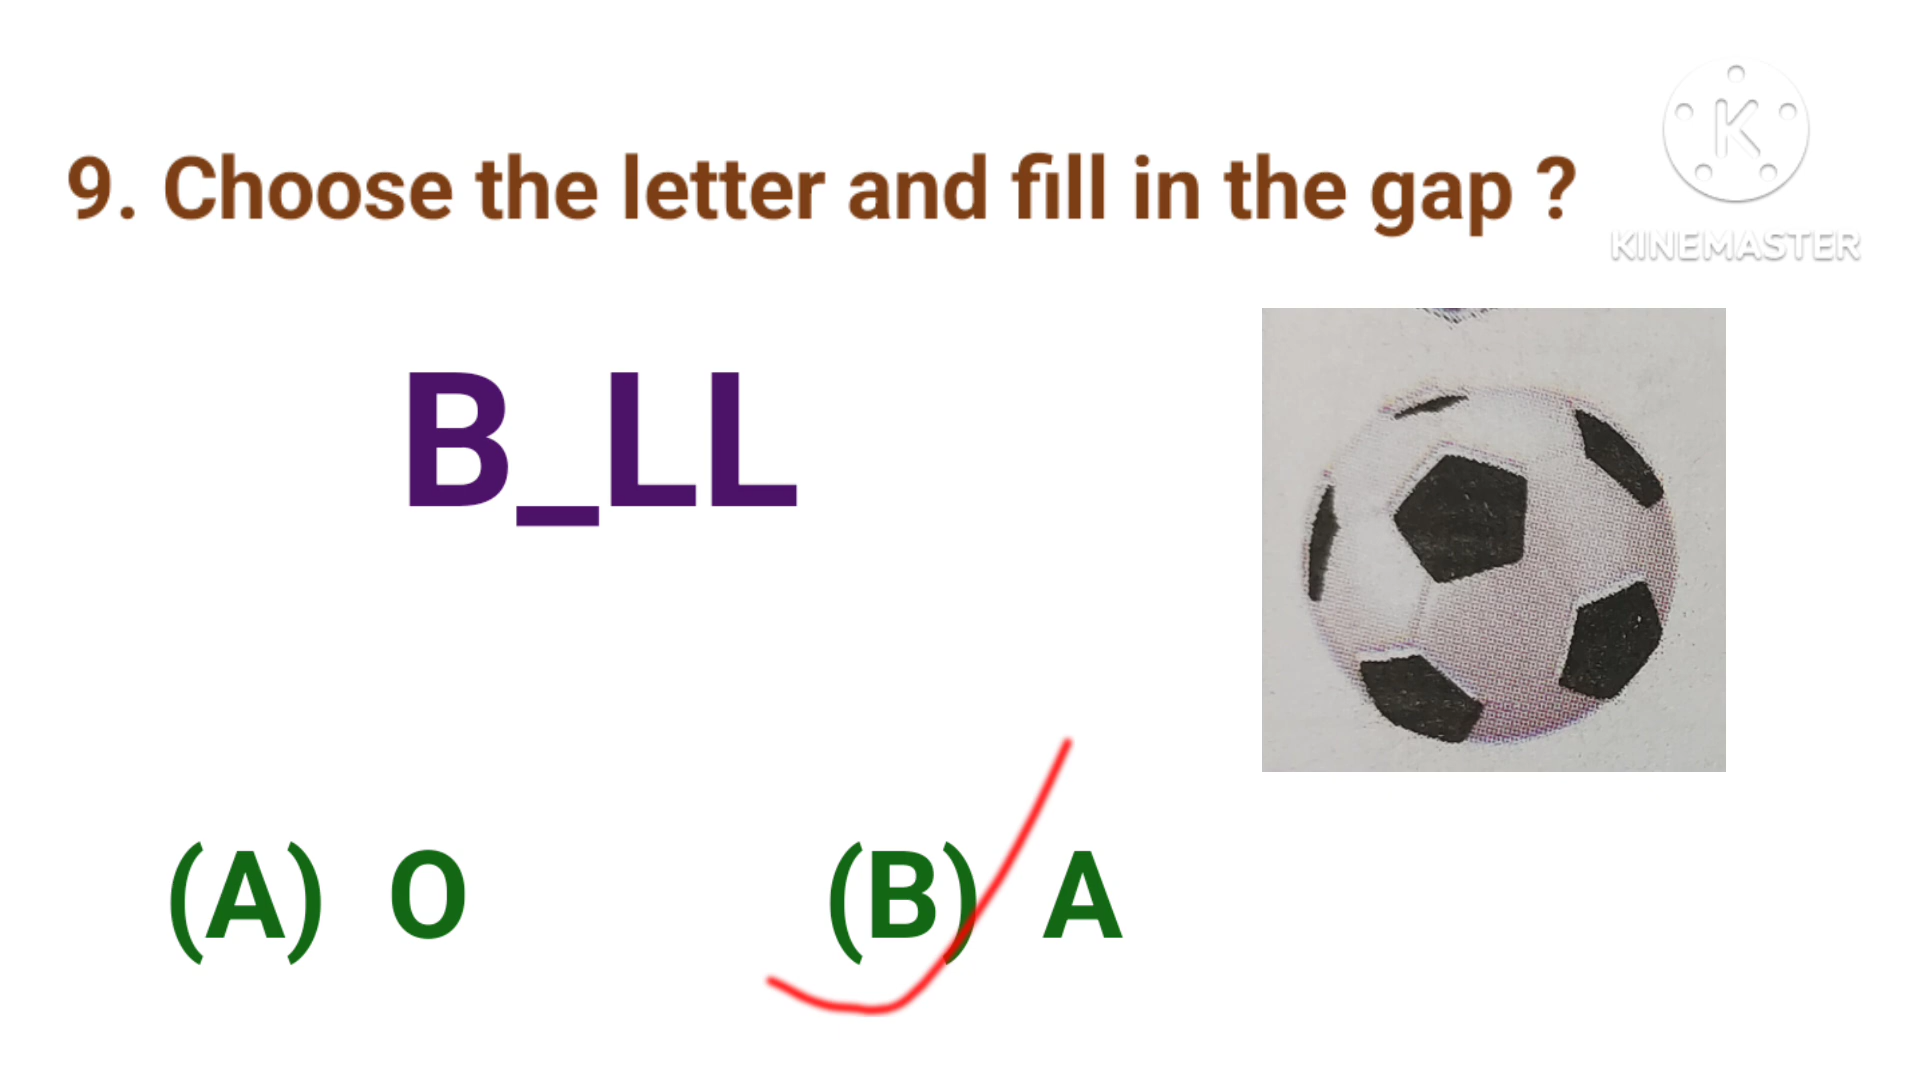 9. Choose the letter and fill in the gap ?
K
KINEMASTER
B_LL
(A) O (B) A